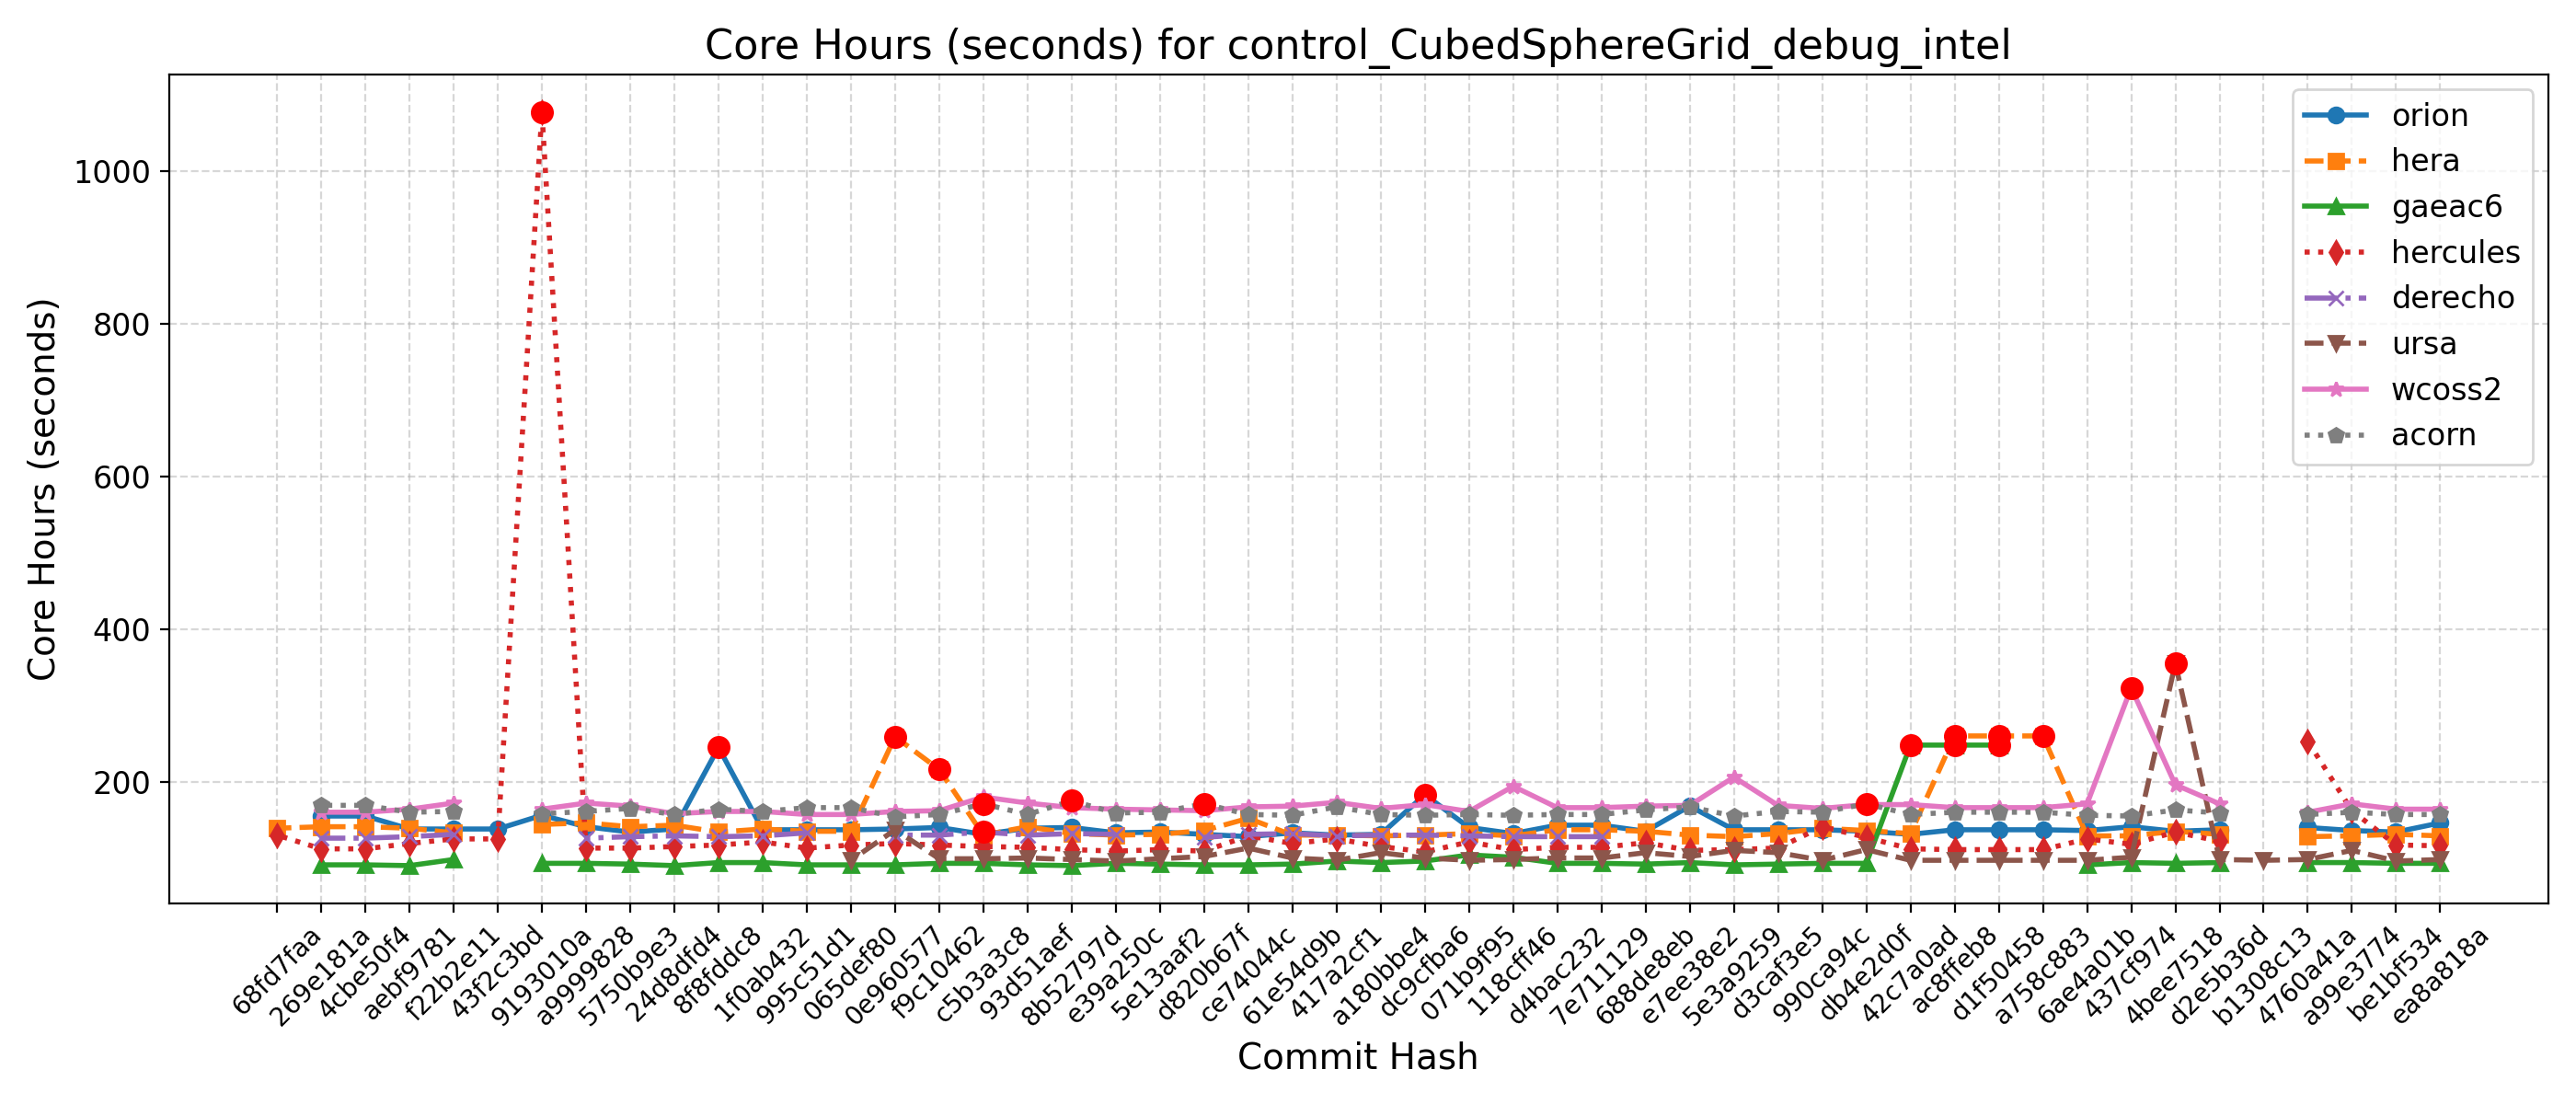 Core Hours (seconds) for control_CubedSphereGrid_debug_intel
Core Hours (seconds)
1000
800
600
400
200
orion
hera
gaeac6
hercules
derecho
ursa
wcoss2
acorn
68fd7faa
269e181a
4cbe50f4
aebf9781
f22b2e11
43f2c3bd
9193010a
a9999828
5750b9e3
24d8dfd4
8f8fddc8
1f0ab432
995c51d1
065def80
0e960577
f9c10462
c5b3a3c8
93d51aef
8b52797d
e39a250c
5e13aaf2
d820b67f
ce74044c
61e54d9b
417a2cf1
a180bbe4
dc9cfba6
071b9f95
118cff46
d4bac232
7e711129
688de8eb
e7ee38e2
5e3a9259
d3caf3e5
990ca94c
db4e2d0f
42c7a0ad
ac8ffeb8
d1f50458
a758c883
6ae4a01b
437cf974
4bee7518
d2e5b36d
b1308c13
4760a41a
a99e3774
be1bf534
ea8a818a
Commit Hash